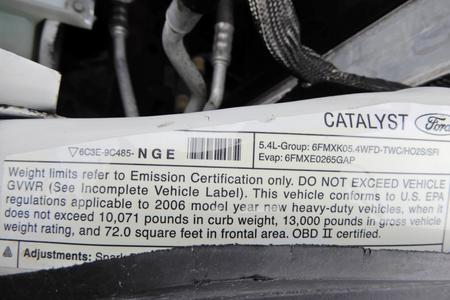 CATALYST Ford
▽6C3E-9C485- NGE
5.4L-Group: 6FMXK05.4WFD-TWC/HO2S/SFI
Evap: 6FMXE0265GAP
Weight limits refer to Emission Certification only. DO NOT EXCEED VEHICLE
GVWR (See Incomplete Vehicle Label). This vehicle conforms to U.S. EPA
regulations applicable to 2006 model year new heavy-duty vehicles, when it
does not exceed 10,071 pounds in curb weight, 13,000 pounds in gross vehicle
weight rating, and 72.0 square feet in frontal area. OBD II certified.
Adjustments: